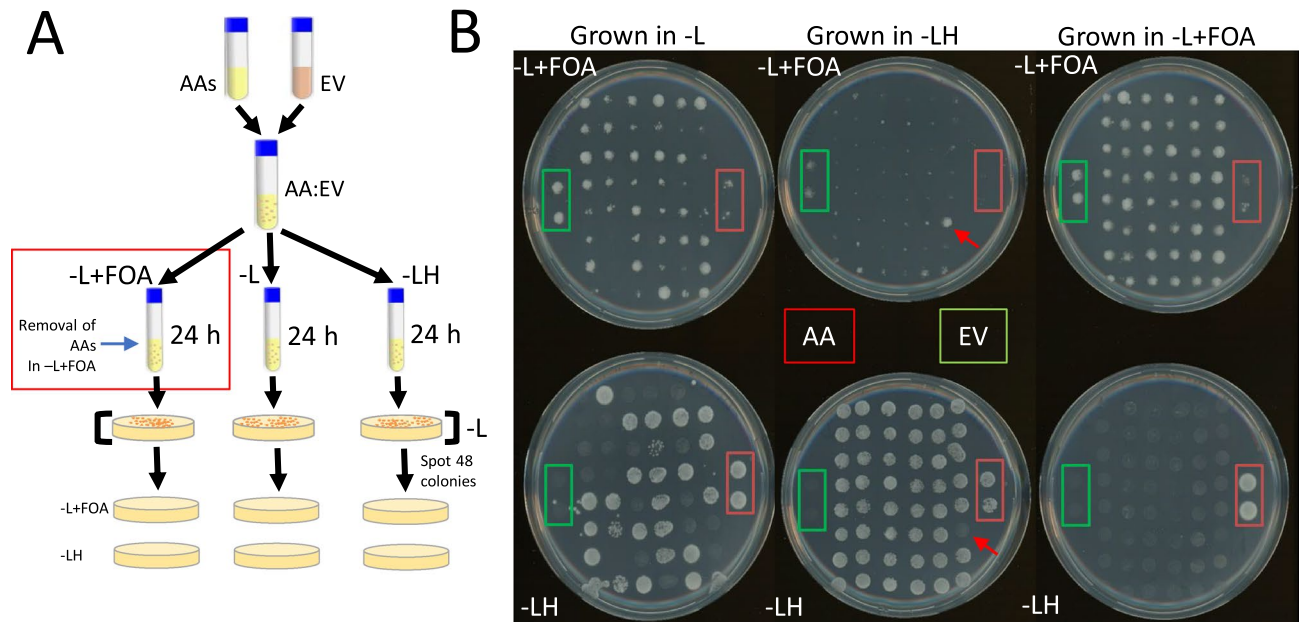 A
AAs
EV
AA:EV
-L+FOA
-L
-LH
Removal of
AAs
In –L+FOA
24 h
24 h
24 h
-L
Spot 48
colonies
-L+FOA
-LH
B
Grown in -L
Grown in -LH
Grown in -L+FOA
-L+FOA
-L+FOA
-L+FOA
AA
EV
-LH
-LH
-LH